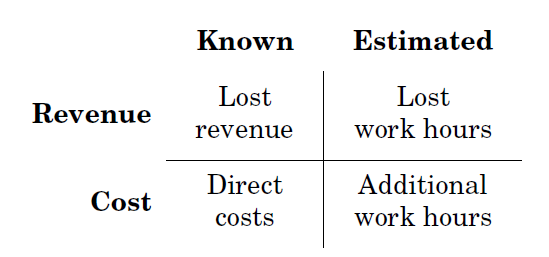 Known Estimated
Revenue
Lost
revenue
Lost
work hours
Cost
Direct
costs
Additional
work hours